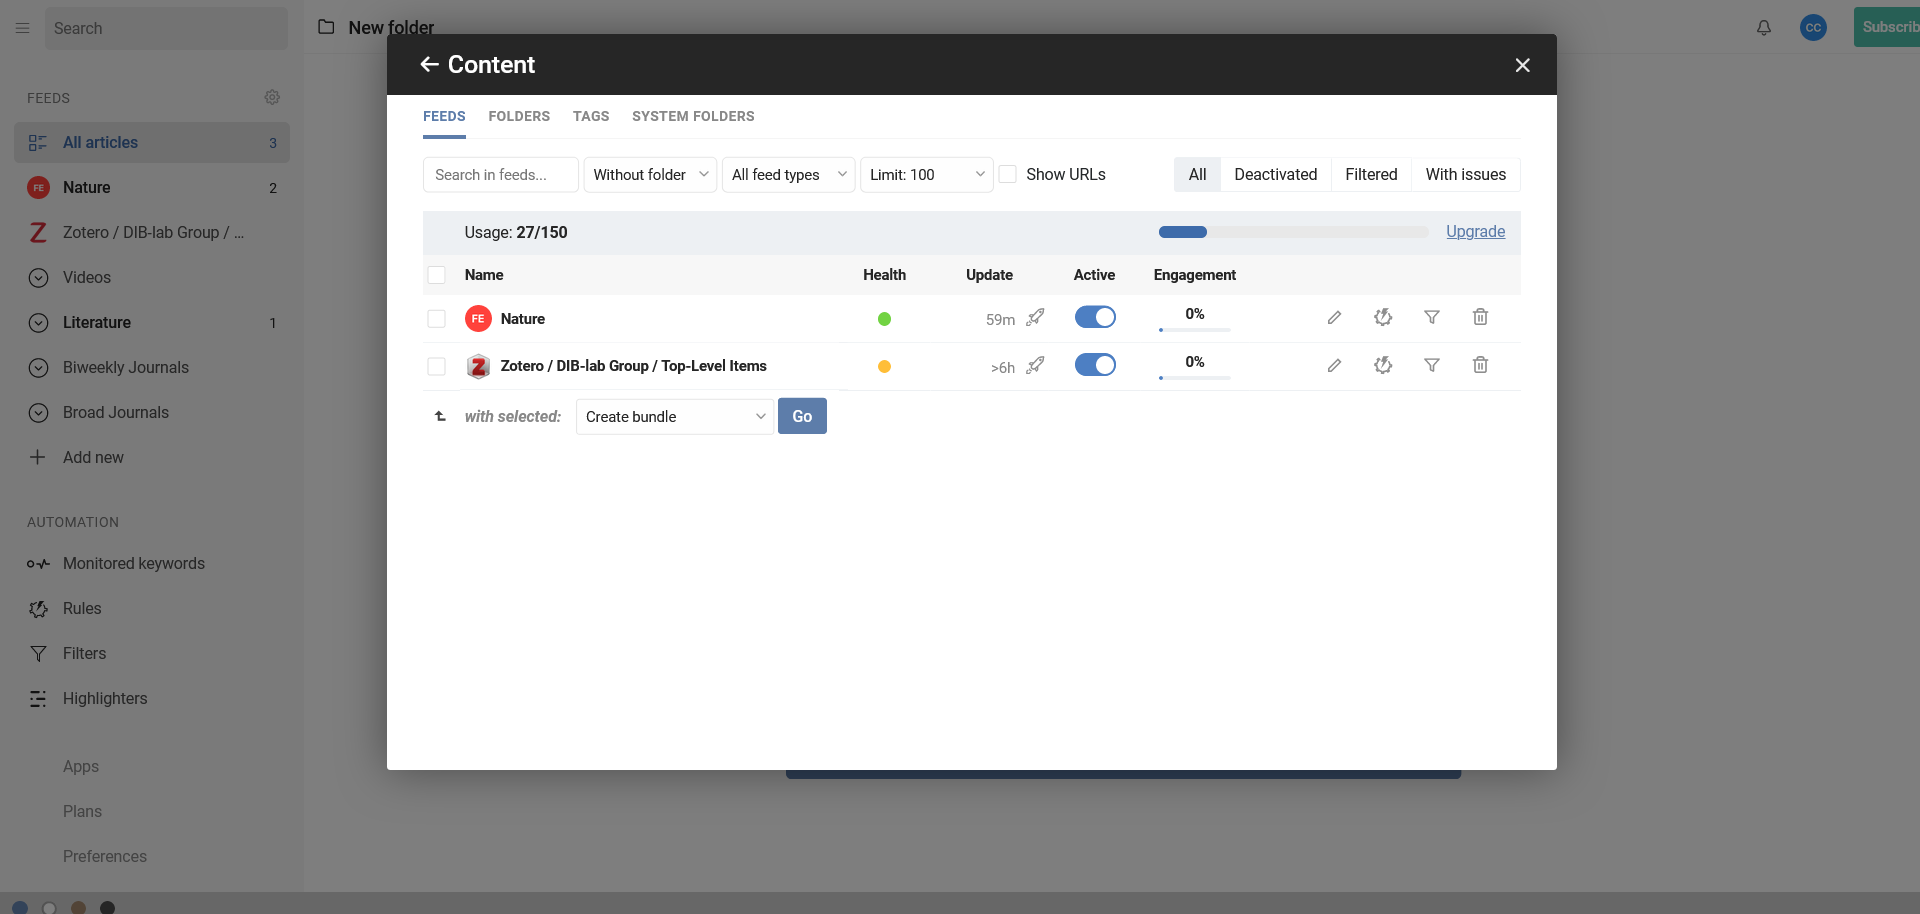 Search
New folder
CC
Subscrib
FEEDS
All articles 3
FE Nature 2
Z Zotero / DIB-lab Group / ...
Videos
Literature 1
Biweekly Journals
Broad Journals
Add new
AUTOMATION
Monitored keywords
Rules
Filters
Highlighters
Apps
Plans
Preferences
Content
FEEDS FOLDERS TAGS SYSTEM FOLDERS
Search in feeds... Without folder All feed types Limit: 100 Show URLs All Deactivated Filtered With issues
Usage: 27/150 Upgrade
Name Health Update Active Engagement
FE Nature 59m 0%
Z Zotero / DIB-lab Group / Top-Level Items >6h 0%
with selected: Create bundle Go